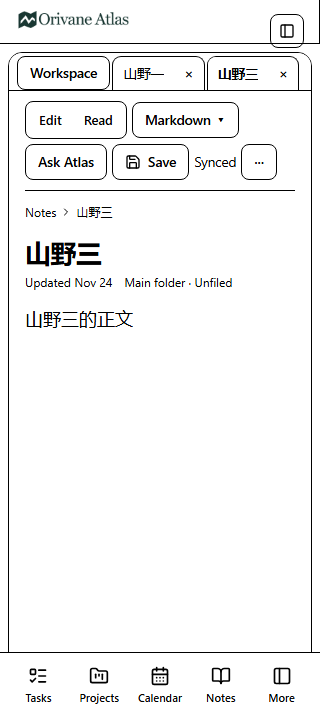 Orivane Atlas
Workspace 山野一 × 山野三 ×
Edit Read Markdown ▾
Ask Atlas Save Synced ···
Notes > 山野三
山野三
Updated Nov 24 Main folder · Unfiled
山野三的正文
Tasks Projects Calendar Notes More